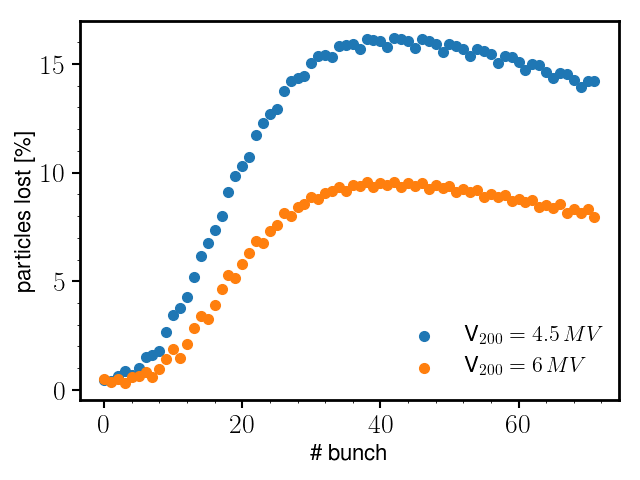 particles lost [%]
15
10
5
0
V₂₀₀ = 4.5 MV
V₂₀₀ = 6 MV
0 20 40 60
# bunch